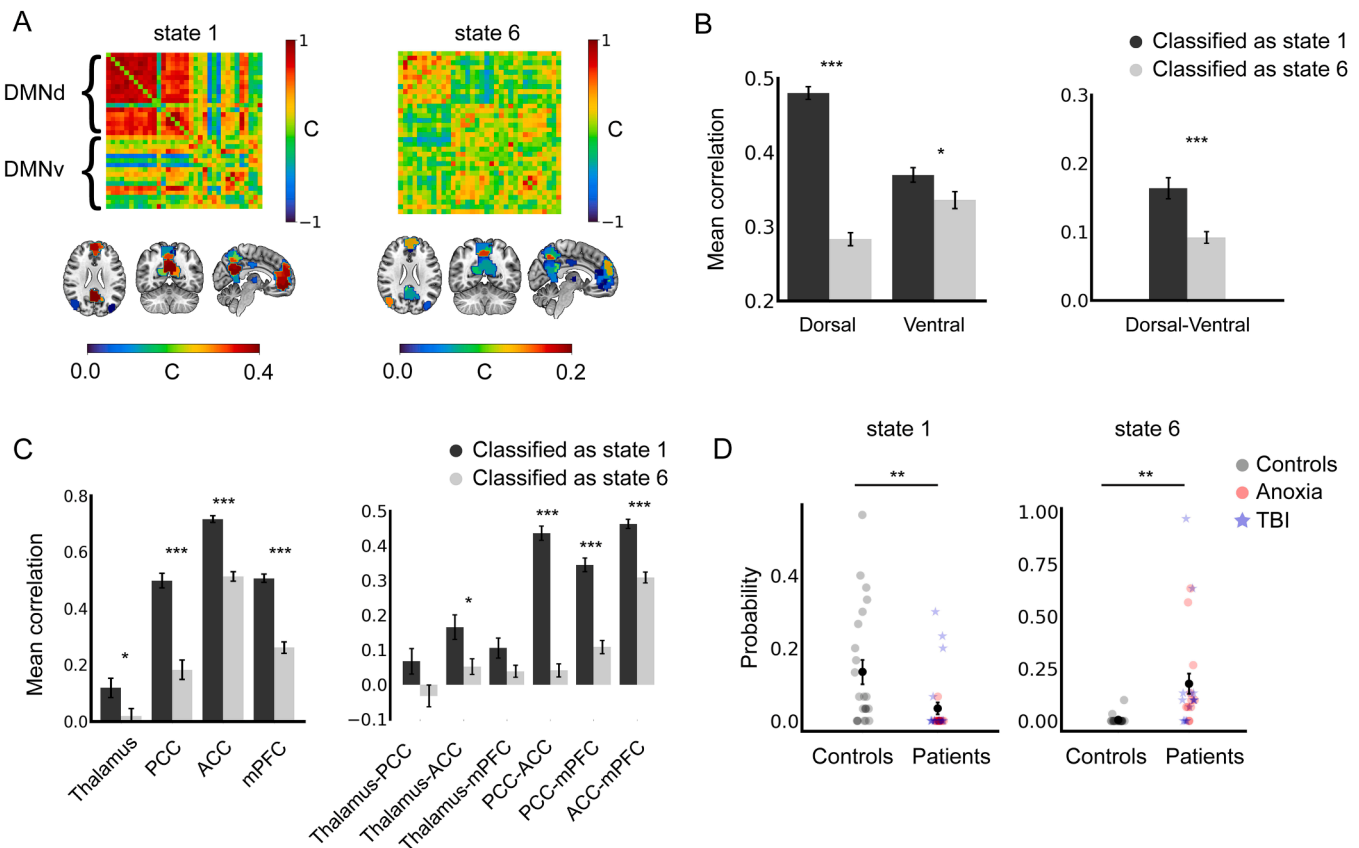 A
state 1
state 6
DMNd
DMNv
1
C
−1
1
C
−1
0.0
C
0.4
0.0
C
0.2
B
Classified as state 1
Classified as state 6
Mean correlation
0.5
0.4
0.3
0.2
***
*
Dorsal
Ventral
0.3
0.2
0.1
0.0
***
Dorsal-Ventral
C
Classified as state 1
Classified as state 6
Mean correlation
0.8
0.6
0.4
0.2
0.0
*
***
***
***
Thalamus
PCC
ACC
mPFC
0.5
0.4
0.3
0.2
0.1
0.0
−0.1
*
***
***
***
Thalamus-PCC
Thalamus-ACC
Thalamus-mPFC
PCC-ACC
PCC-mPFC
ACC-mPFC
D
state 1
state 6
Controls
Anoxia
TBI
**
**
Probability
0.4
0.2
0.0
Controls
Patients
1.00
0.75
0.50
0.25
0.00
Controls
Patients